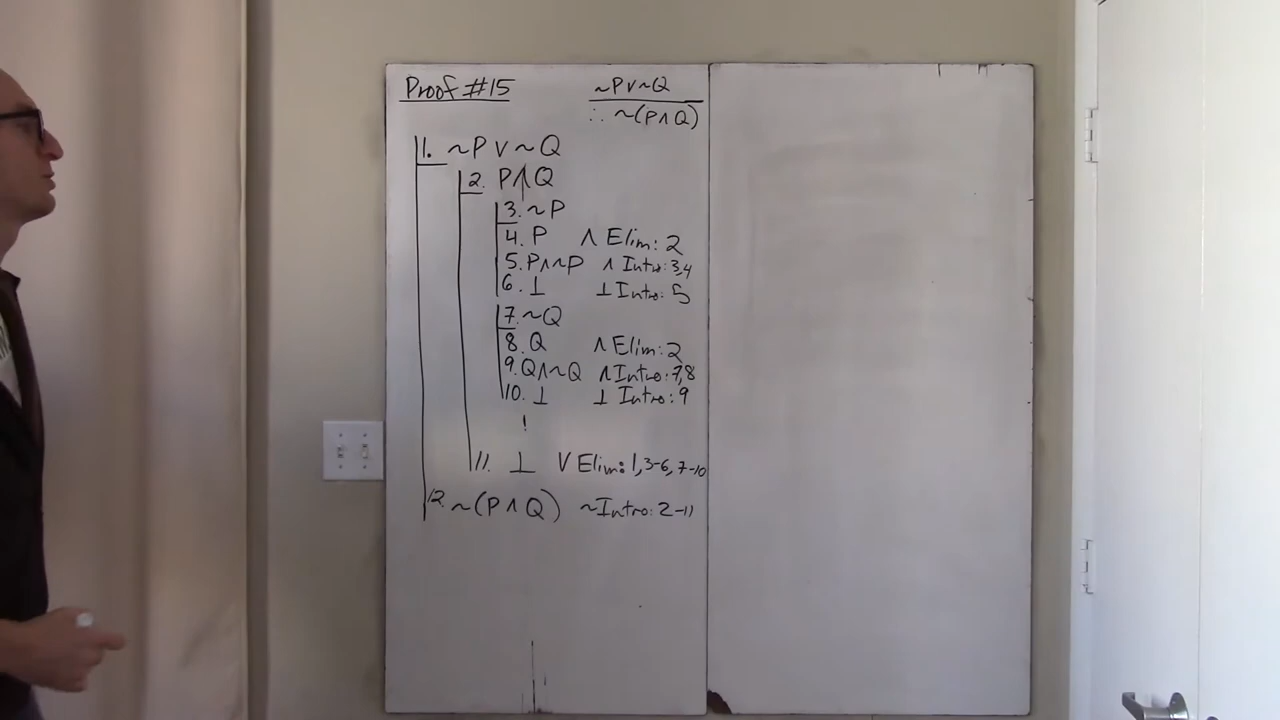 Proof #15
~P∨~Q
∴ ~(P∧Q)
1. ~P ∨ ~Q
2. P∧Q
3. ~P
4. P ∧ Elim: 2
5. P∧~P ∧ Intro: 3,4
6. ⊥ ⊥ Intro: 5
7. ~Q
8. Q ∧ Elim: 2
9. Q∧~Q ∧ Intro: 7,8
10. ⊥ ⊥ Intro: 9
11. ⊥ ∨ Elim: 1, 3-6, 7-10
12. ~(P∧Q) ~Intro: 2-11